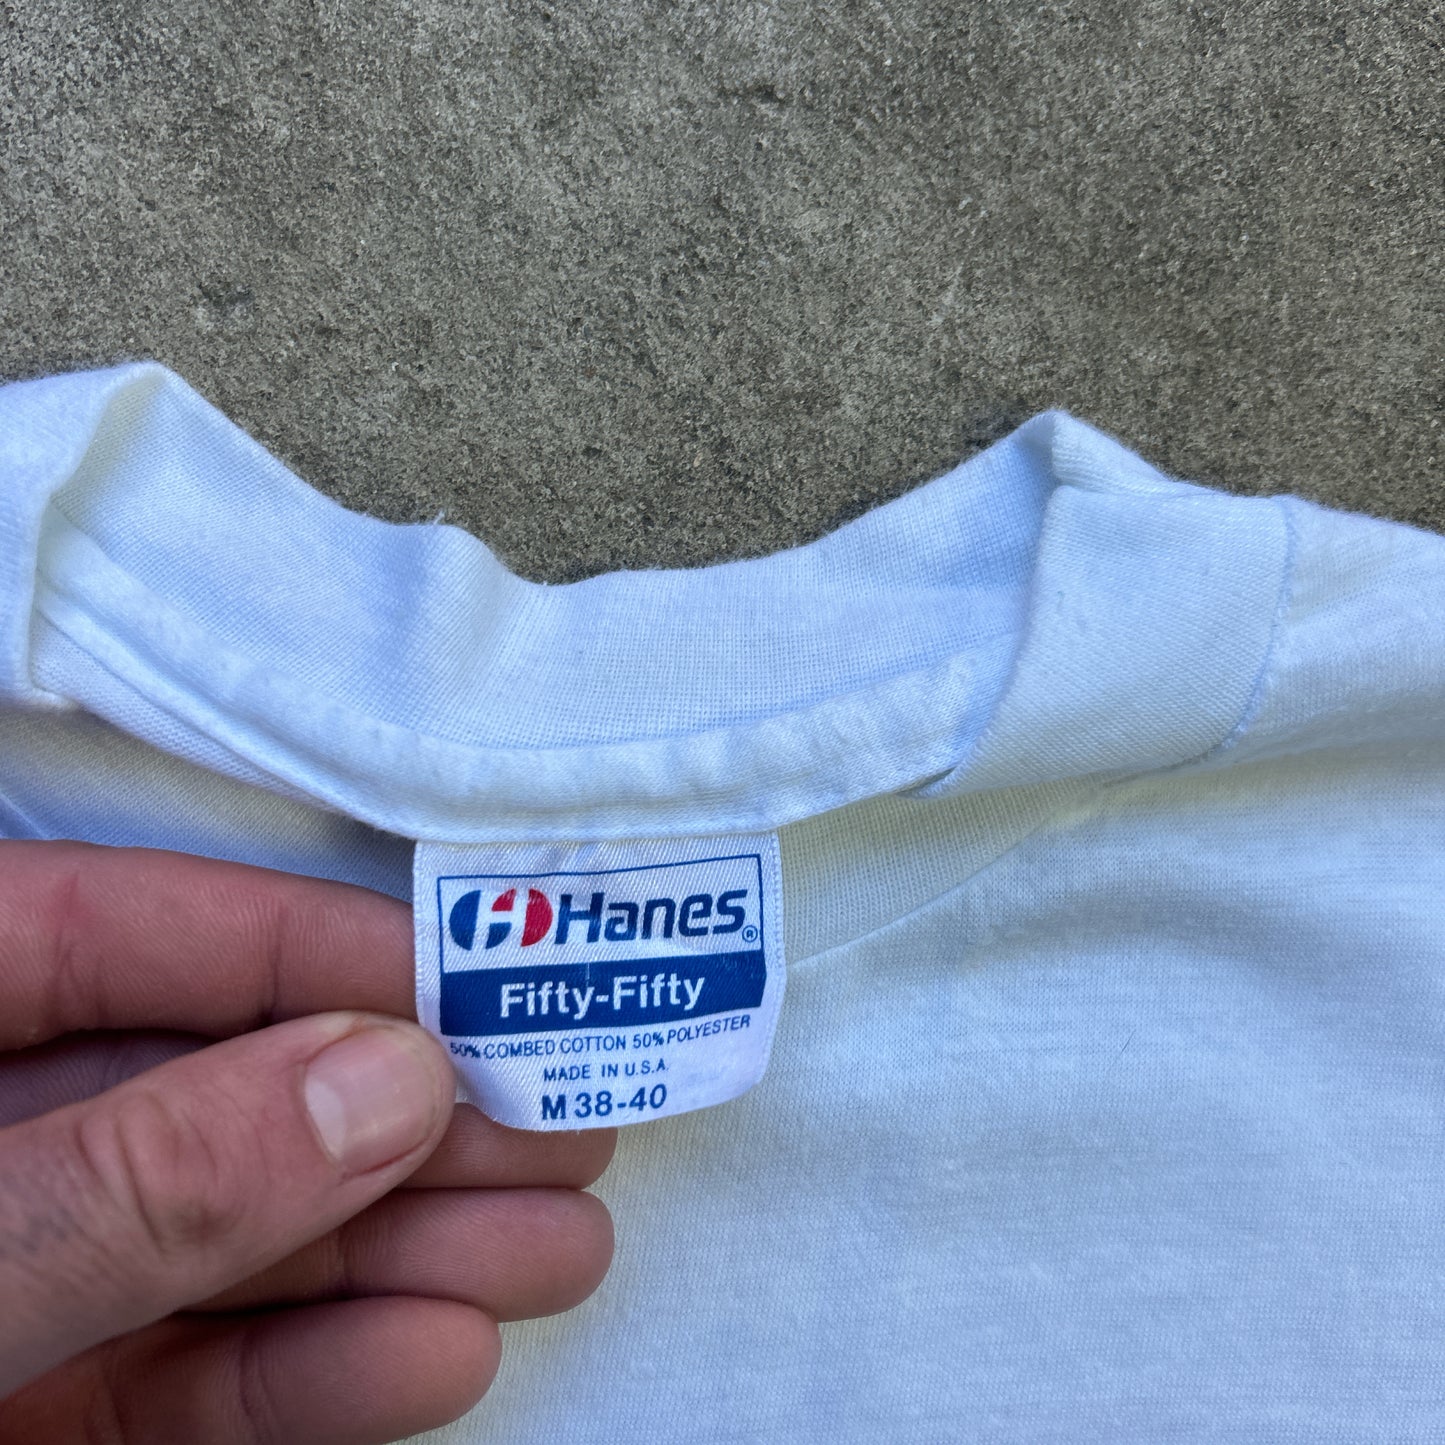 Hanes®
Fifty-Fifty
50% COMBED COTTON 50% POLYESTER
MADE IN U.S.A.
M 38-40